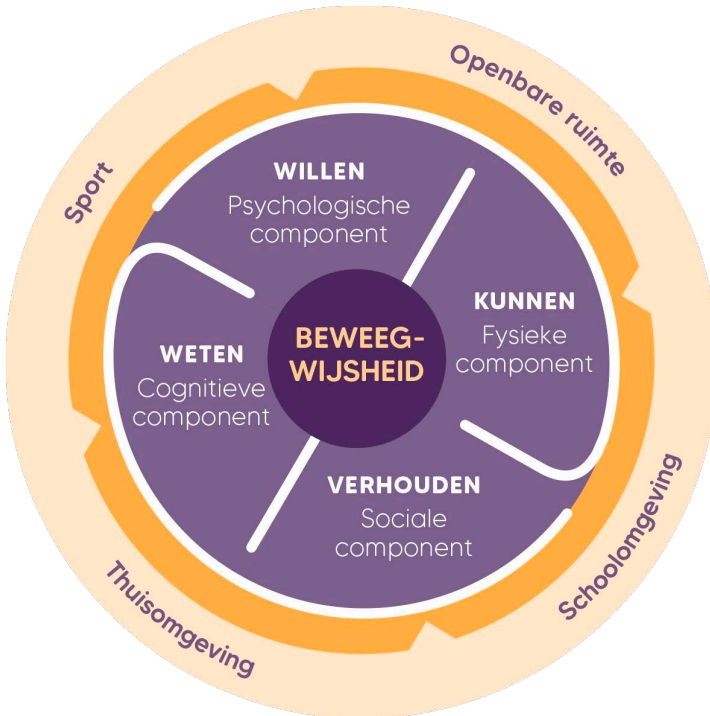 Openbare ruimte
Sport
WILLEN
Psychologische
component
KUNNEN
Fysieke
component
BEWEEG-
WIJSHEID
WETEN
Cognitieve
component
VERHOUDEN
Sociale
component
Schoolomgeving
Thuisomgeving